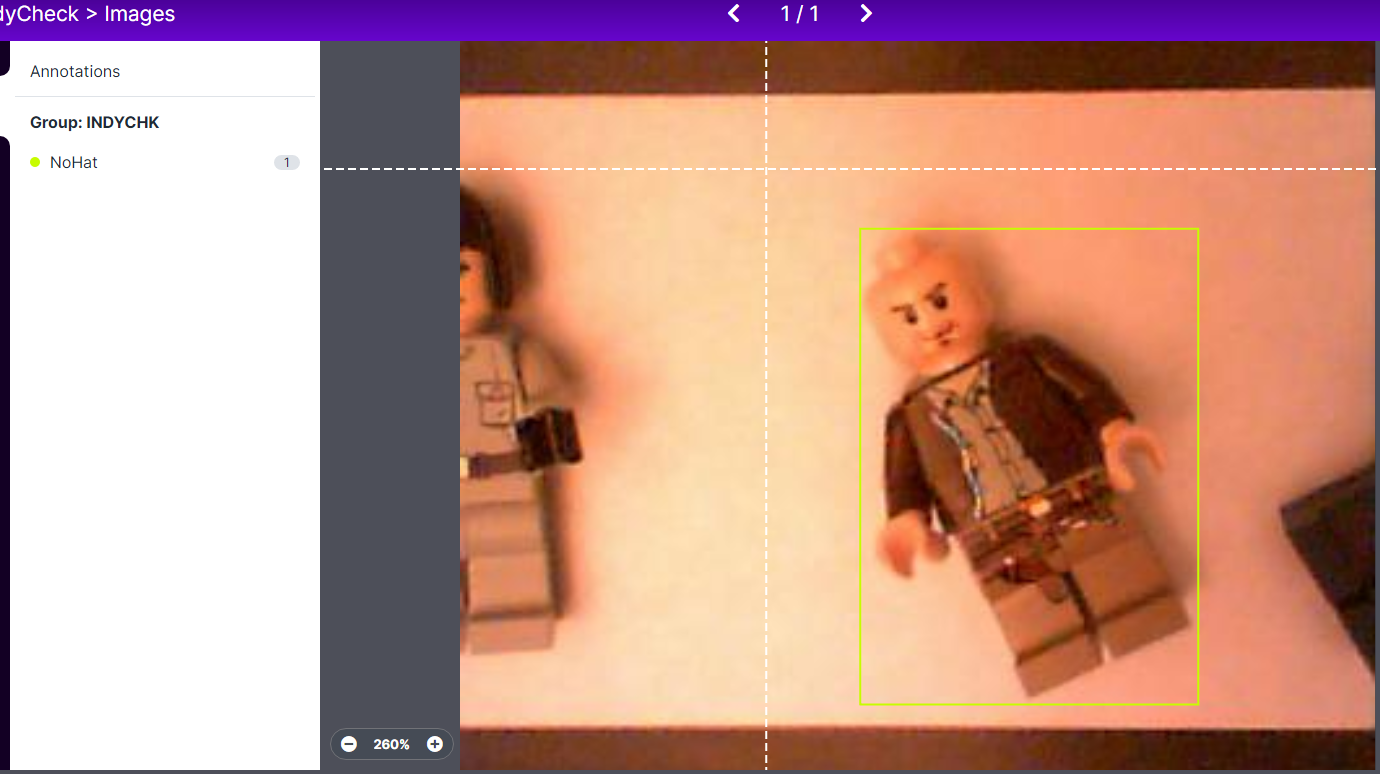 dyCheck > Images
1 / 1
Annotations
Group: INDYCHK
NoHat 1
260%